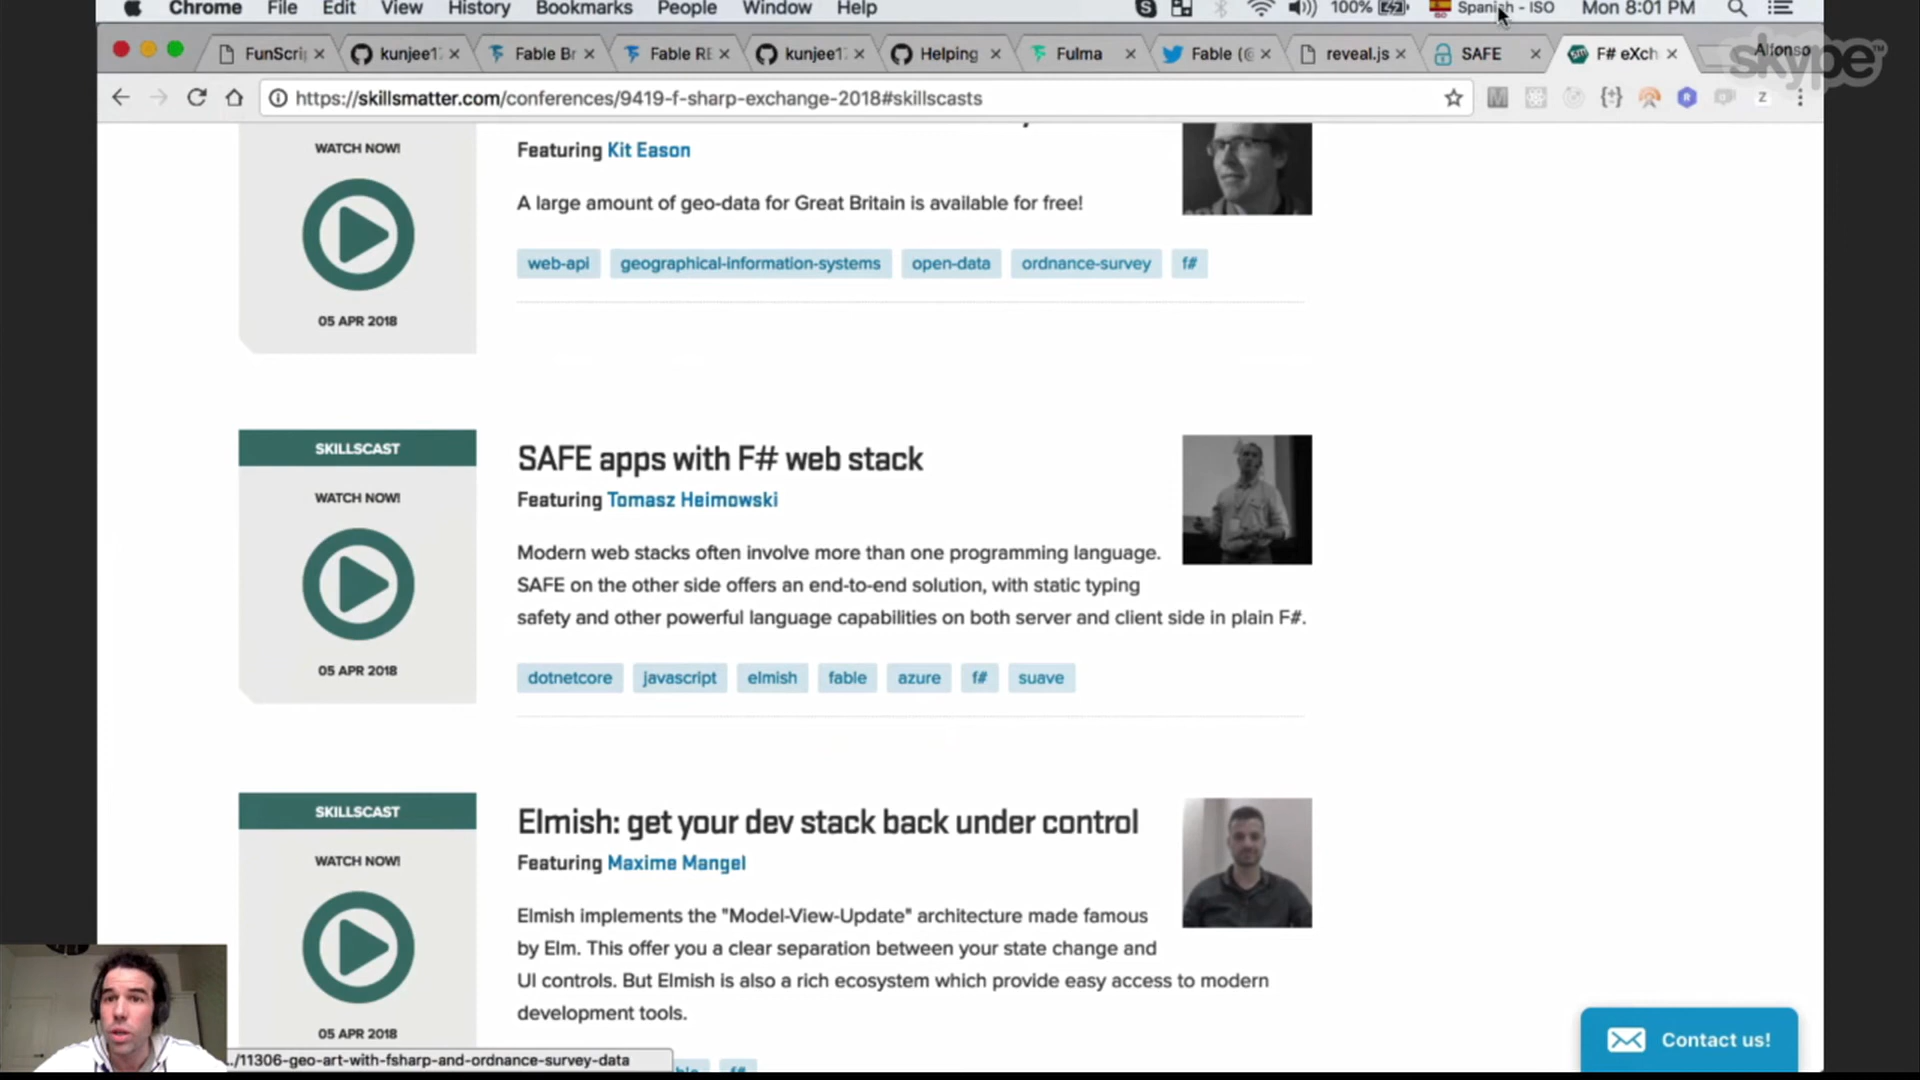 Chrome File Edit View History Bookmarks People Window Help 100% Spanish - ISO Mon 8:01 PM
FunScri kunjee1 Fable Br Fable RE kunjee1 Helping Fulma Fable (@ reveal.js SAFE F# eXch Alfonso
skype™
https://skillsmatter.com/conferences/9419-f-sharp-exchange-2018#skillscasts
WATCH NOW!
05 APR 2018
Featuring Kit Eason
A large amount of geo-data for Great Britain is available for free!
web-api geographical-information-systems open-data ordnance-survey f#
SKILLSCAST
WATCH NOW!
05 APR 2018
SAFE apps with F# web stack
Featuring Tomasz Heimowski
Modern web stacks often involve more than one programming language.
SAFE on the other side offers an end-to-end solution, with static typing
safety and other powerful language capabilities on both server and client side in plain F#.
dotnetcore javascript elmish fable azure f# suave
SKILLSCAST
WATCH NOW!
05 APR 2018
Elmish: get your dev stack back under control
Featuring Maxime Mangel
Elmish implements the "Model-View-Update" architecture made famous
by Elm. This offer you a clear separation between your state change and
UI controls. But Elmish is also a rich ecosystem which provide easy access to modern
development tools.
f#
../11306-geo-art-with-fsharp-and-ordnance-survey-data
Contact us!